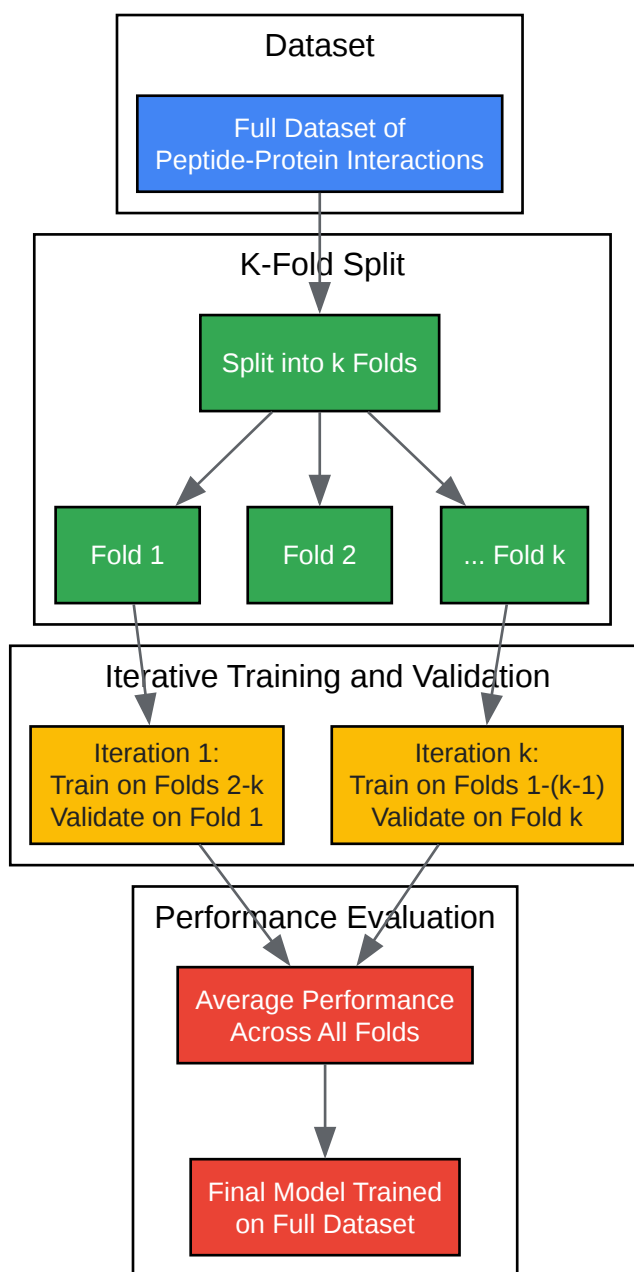 Dataset
Full Dataset of
Peptide-Protein Interactions
K-Fold Split
Split into k Folds
Fold 1
Fold 2
... Fold k
Iterative Training and Validation
Iteration 1:
Train on Folds 2-k
Validate on Fold 1
Iteration k:
Train on Folds 1-(k-1)
Validate on Fold k
Performance Evaluation
Average Performance
Across All Folds
Final Model Trained
on Full Dataset